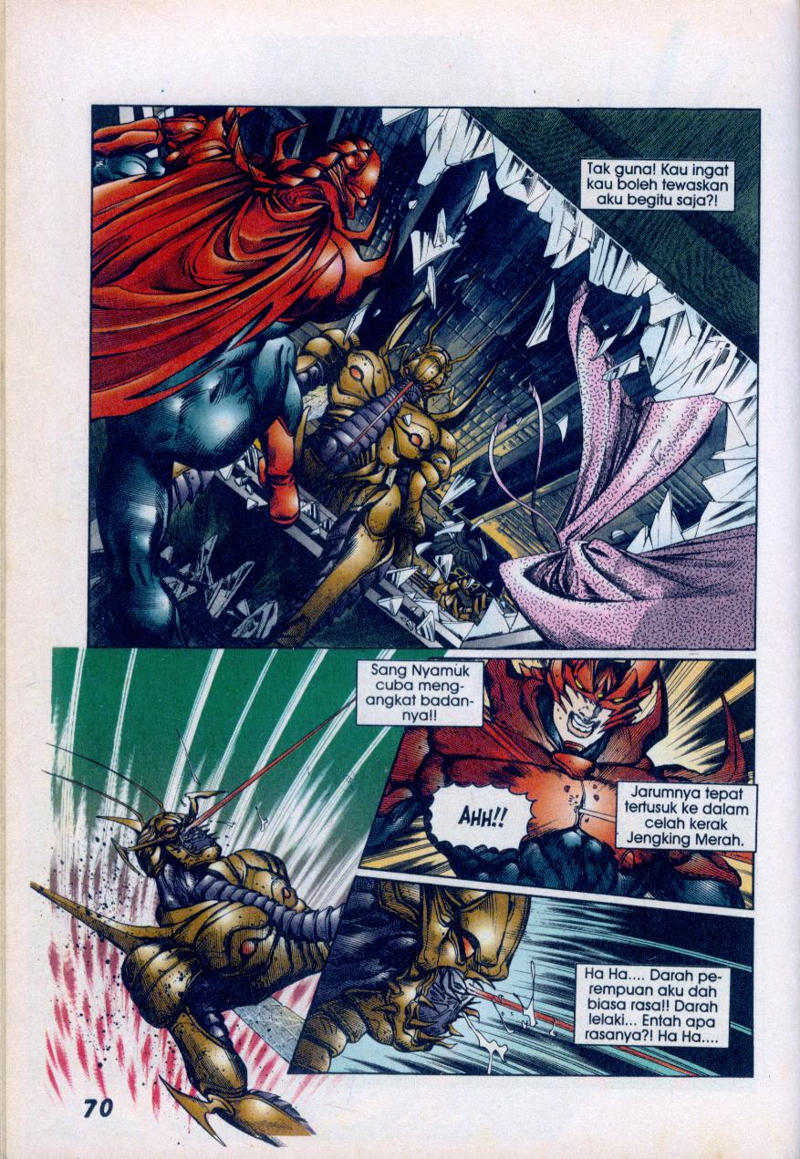 Tak guna! Kau ingat
kau boleh tewaskan
aku begitu saja?!
Sang Nyamuk
cuba meng-
angkat badan-
nya!!
AHH!!
Jarumnya tepat
tertusuk ke dalam
celah kerak
Jengking Merah.
Ha Ha.... Darah pe-
rempuan aku dah
biasa rasa!! Darah
lelaki... Entah apa
rasanya?! Ha Ha....
70